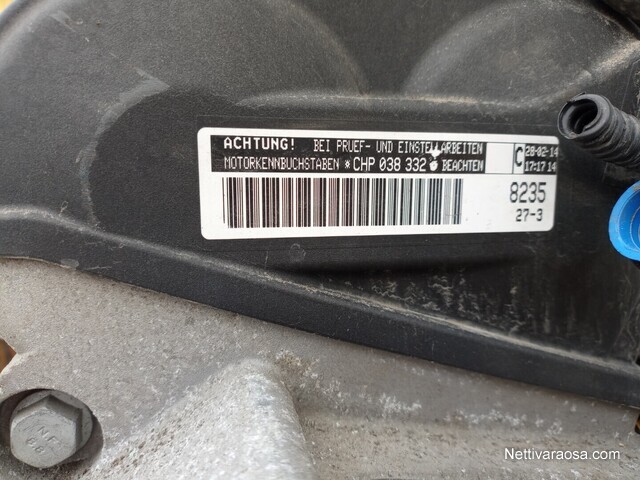 ACHTUNG! BEI PRUEF- UND EINSTELLARBEITEN
MOTORKENNBUCHSTABEN * CHP 038 332 * BEACHTEN
C
28-02-14
17:17 14
8235
27-3
Nettivaraosa.com